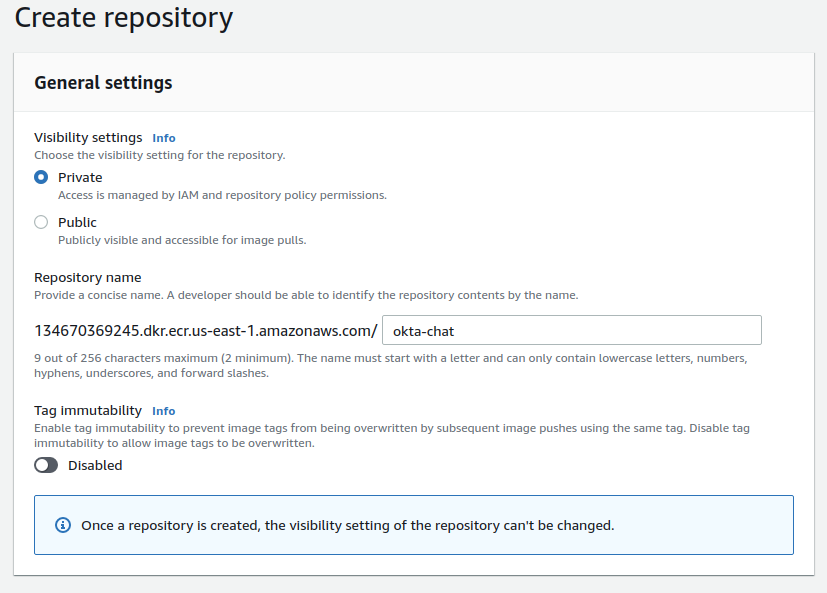 Create repository
General settings
Visibility settings Info
Choose the visibility setting for the repository.
Private
Access is managed by IAM and repository policy permissions.
Public
Publicly visible and accessible for image pulls.
Repository name
Provide a concise name. A developer should be able to identify the repository contents by the name.
134670369245.dkr.ecr.us-east-1.amazonaws.com/ okta-chat
9 out of 256 characters maximum (2 minimum). The name must start with a letter and can only contain lowercase letters, numbers,
hyphens, underscores, and forward slashes.
Tag immutability Info
Enable tag immutability to prevent image tags from being overwritten by subsequent image pushes using the same tag. Disable tag
immutability to allow image tags to be overwritten.
Disabled
Once a repository is created, the visibility setting of the repository can't be changed.